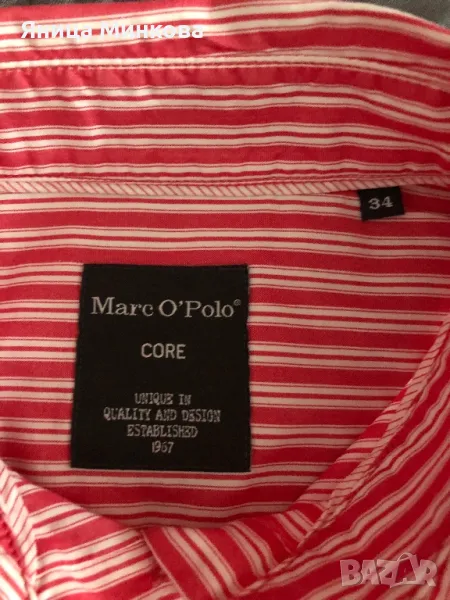 Яница Минкова
34
Marc O'Polo®
CORE
UNIQUE IN
QUALITY AND DESIGN
ESTABLISHED
1967
BAZAR